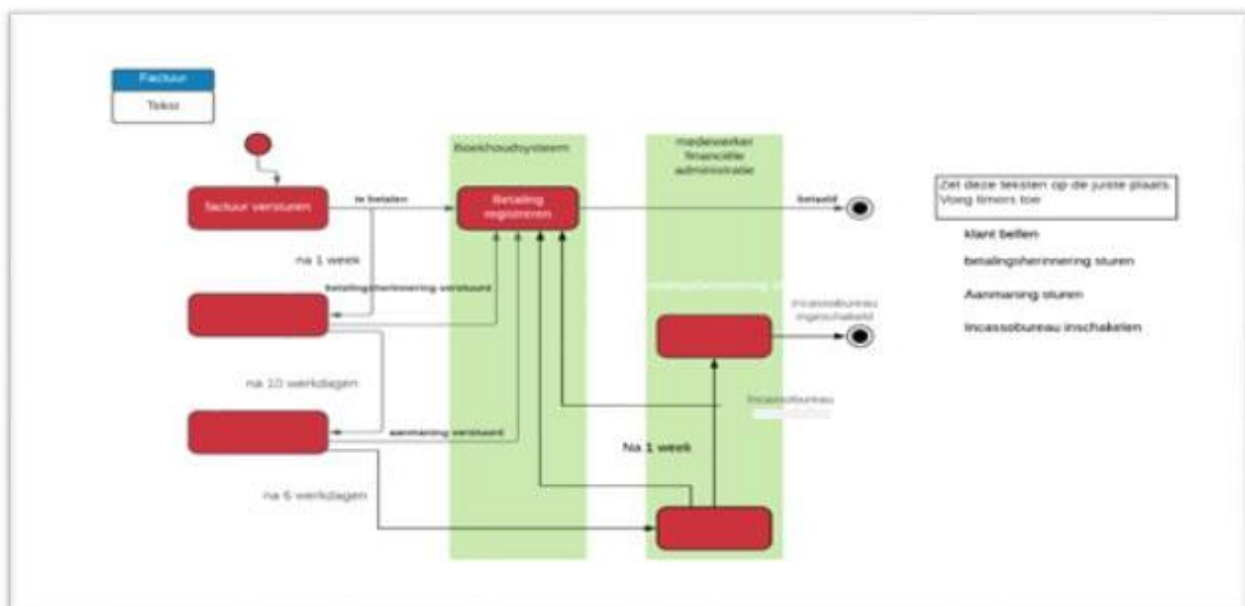 Factuur
Tekst
Boekhoudsysteem
medewerker
financiële
administratie
factuur versturen
te betalen
Betaling
registreren
betaald
Zet deze teksten op de juiste plaats.
Voeg timers toe
klant bellen
betalingsherinnering sturen
Aanmaning sturen
Incassobureau inschakelen
na 1 week
betalingsherinnering verstuurd
incassobureau
ingeschakeld
na 10 werkdagen
incassobureau
aanmaning verstuurd
Na 1 week
na 6 werkdagen